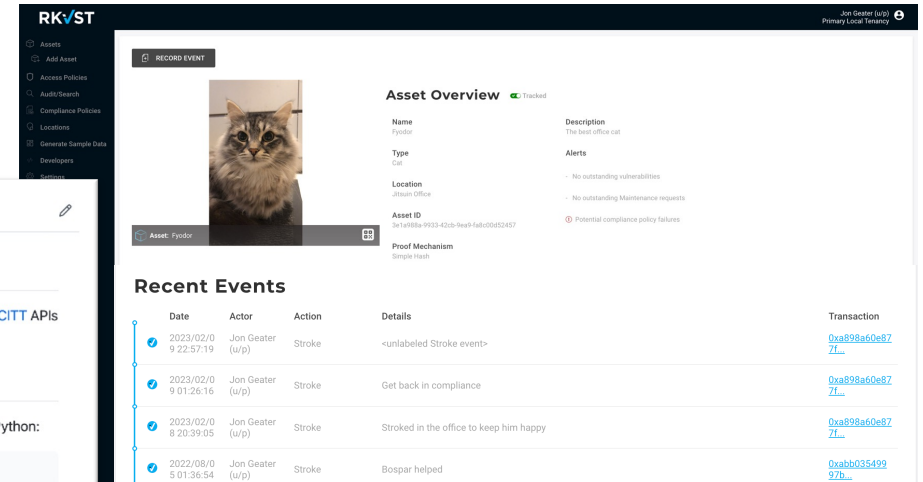 RKVST
Jon Geater (u/p)
Primary Local Tenancy
Assets
Add Asset
Access Policies
Audit/Search
Compliance Policies
Locations
Generate Sample Data
Developers
Settings
RECORD EVENT
Asset: Fyodor
Asset Overview
Tracked
Name
Fyodor
Description
The best office cat
Type
Cat
Alerts
- No outstanding vulnerabilities
- No outstanding Maintenance requests
Potential compliance policy failures
Location
Jitsuin Office
Asset ID
3e1a988a-9933-42cb-9ea9-fa8c00d52457
Proof Mechanism
Simple Hash
CITT APIs
ython:
Recent Events
Date Actor Action Details Transaction
2023/02/0 Jon Geater Stroke <unlabeled Stroke event> 0xa898a60e87
9 22:57:19 (u/p) 7f...
2023/02/0 Jon Geater Stroke Get back in compliance 0xa898a60e87
9 01:26:16 (u/p) 7f...
2023/02/0 Jon Geater Stroke Stroked in the office to keep him happy 0xa898a60e87
8 20:39:05 (u/p) 7f...
2022/08/0 Jon Geater Stroke Bospar helped 0xabb035499
5 01:36:54 (u/p) 97b...